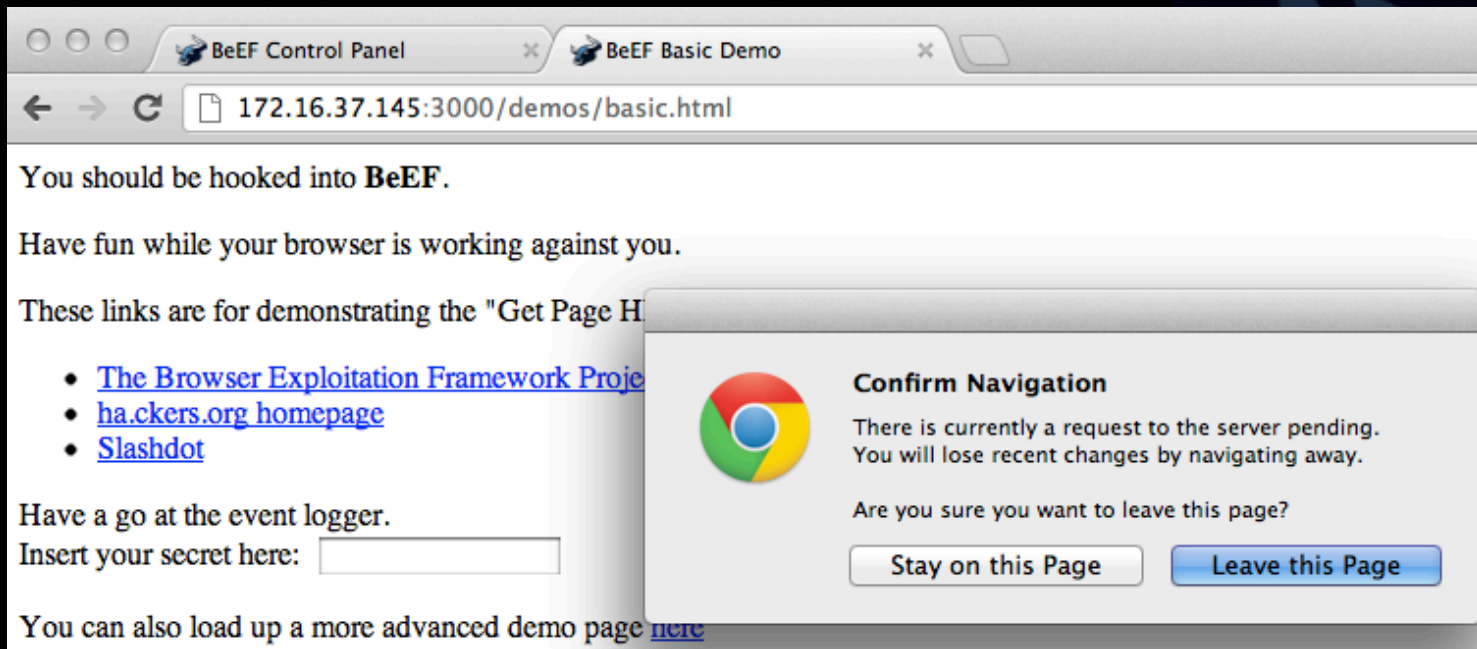 BeEF Control Panel
BeEF Basic Demo
172.16.37.145:3000/demos/basic.html
You should be hooked into BeEF.
Have fun while your browser is working against you.
These links are for demonstrating the "Get Page H
The Browser Exploitation Framework Proje
ha.ckers.org homepage
Slashdot
Have a go at the event logger.
Insert your secret here:
You can also load up a more advanced demo page here
Confirm Navigation
There is currently a request to the server pending.
You will lose recent changes by navigating away.
Are you sure you want to leave this page?
Stay on this Page
Leave this Page